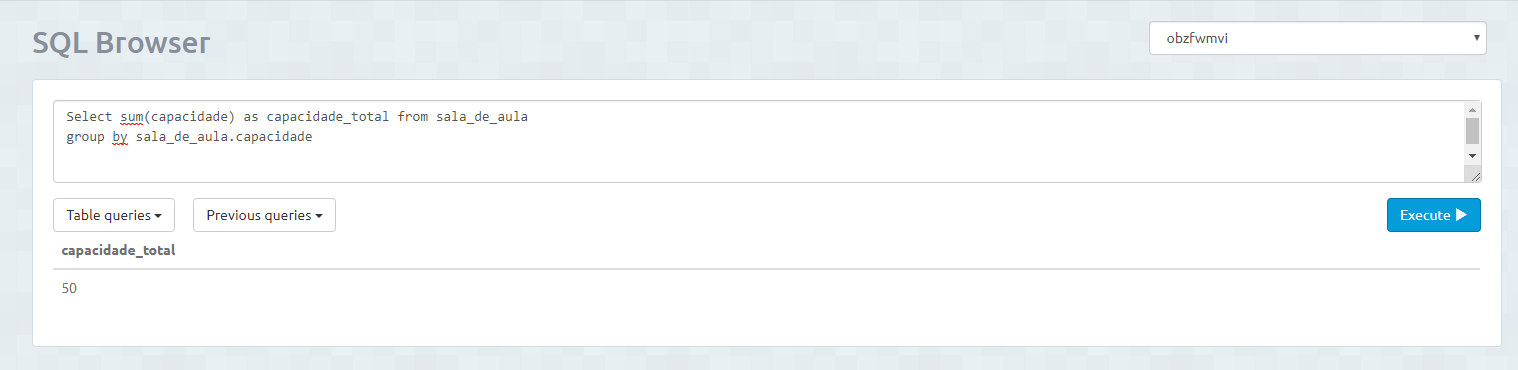 SQL Browser
obzfwmvi
Select sum(capacidade) as capacidade_total from sala_de_aula
group by sala_de_aula.capacidade
Table queries
Previous queries
Execute
capacidade_total
50